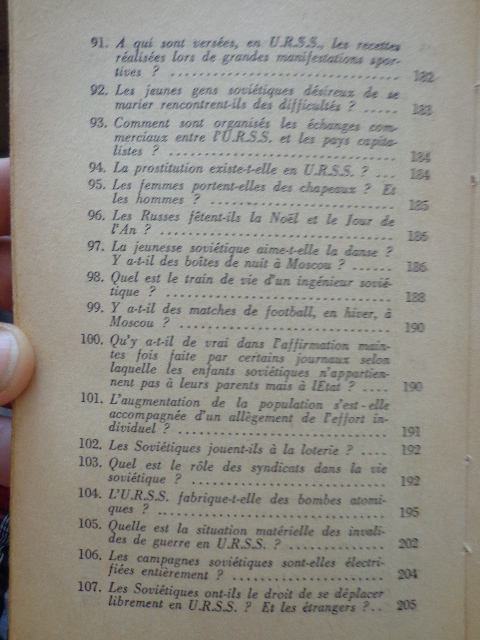 91. A qui sont versées, en U.R.S.S., les recettes
réalisées lors de grandes manifestations spor-
tives ? .................................. 182
92. Les jeunes gens soviétiques désireux de se
marier rencontrent-ils des difficultés ? ..... 183
93. Comment sont organisés les échanges com-
merciaux entre l'U.R.S.S. et les pays capita-
listes ? .................................. 184
94. La prostitution existe-t-elle en U.R.S.S. ? ... 184
95. Les femmes portent-elles des chapeaux ? Et
les hommes ? ............................ 185
96. Les Russes fêtent-ils la Noël et le Jour de
l'An ? .................................. 186
97. La jeunesse soviétique aime-t-elle la danse ?
Y a-t-il des boîtes de nuit à Moscou ? ...... 186
98. Quel est le train de vie d'un ingénieur sovié-
tique ? .................................. 188
99. Y a-t-il des matches de football, en hiver, à
Moscou ? ................................ 190
100. Qu'y a-t-il de vrai dans l'affirmation main-
tes fois faite par certains journaux selon
laquelle les enfants soviétiques n'appartien-
nent pas à leurs parents mais à l'Etat ? .... 190
101. L'augmentation de la population s'est-elle
accompagnée d'un allègement de l'effort in-
dividuel ? ............................... 191
102. Les Soviétiques jouent-ils à la loterie ? .... 192
103. Quel est le rôle des syndicats dans la vie
soviétique ? ............................. 192
104. L'U.R.S.S. fabrique-t-elle des bombes atomi-
ques ? .................................. 195
105. Quelle est la situation matérielle des invali-
des de guerre en U.R.S.S. ? .............. 202
106. Les campagnes soviétiques sont-elles électri-
fiées entièrement ? ...................... 204
107. Les Soviétiques ont-ils le droit de se déplacer
librement en U.R.S.S. ? Et les étrangers ?.. 205